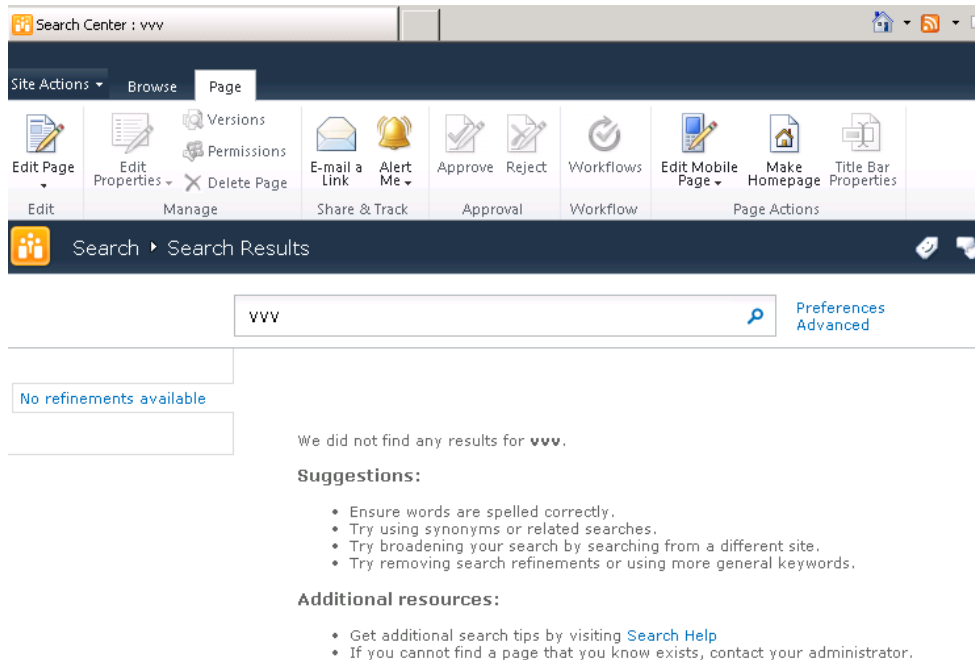 Search Center : vvv
Site Actions Browse Page
Edit Page
Edit Properties
Versions
Permissions
Delete Page
E-mail a Link
Alert Me
Approve Reject
Workflows
Edit Mobile Page
Make Homepage
Title Bar Properties
Edit Manage Share & Track Approval Workflow Page Actions
Search Search Results
vvv
Preferences
Advanced
No refinements available
We did not find any results for vvv.
Suggestions:
• Ensure words are spelled correctly.
• Try using synonyms or related searches.
• Try broadening your search by searching from a different site.
• Try removing search refinements or using more general keywords.
Additional resources:
• Get additional search tips by visiting Search Help
• If you cannot find a page that you know exists, contact your administrator.